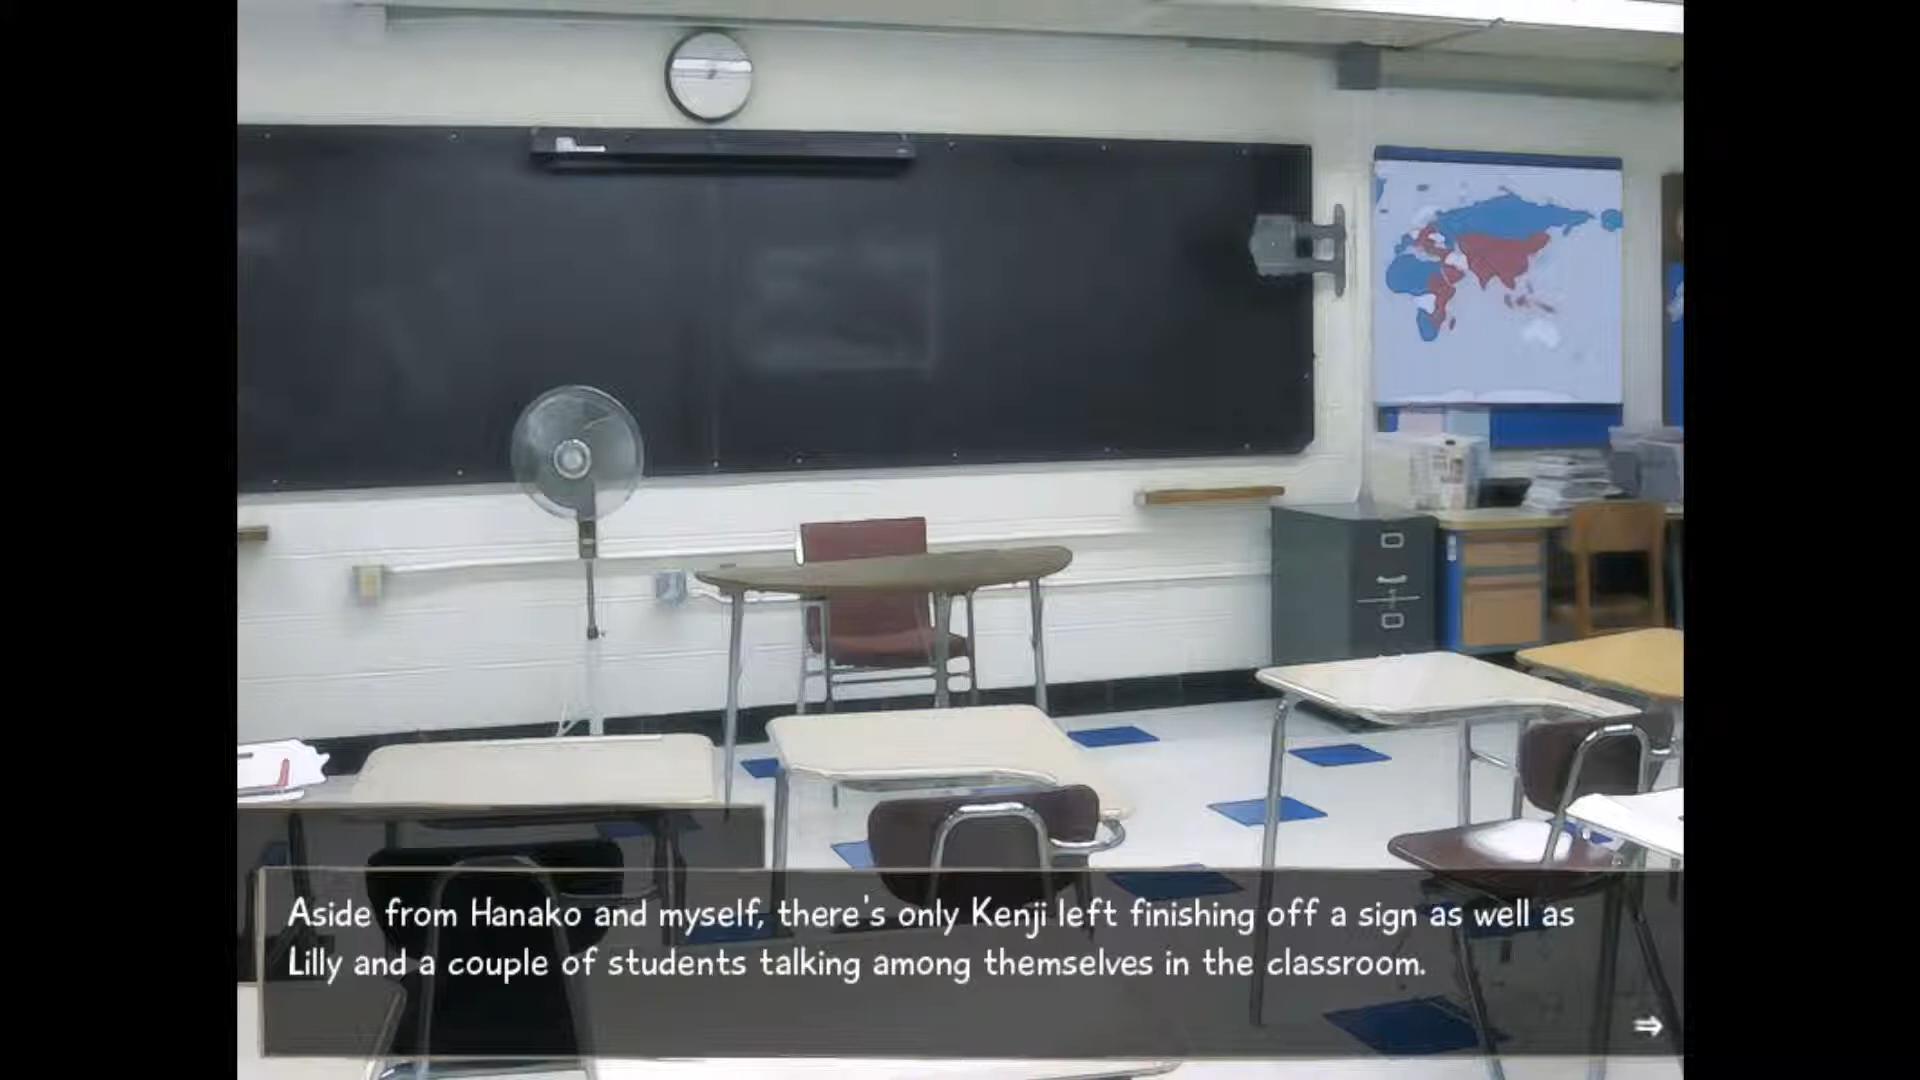 Aside from Hanako and myself, there's only Kenji left finishing off a sign as well as
Lilly and a couple of students talking among themselves in the classroom.